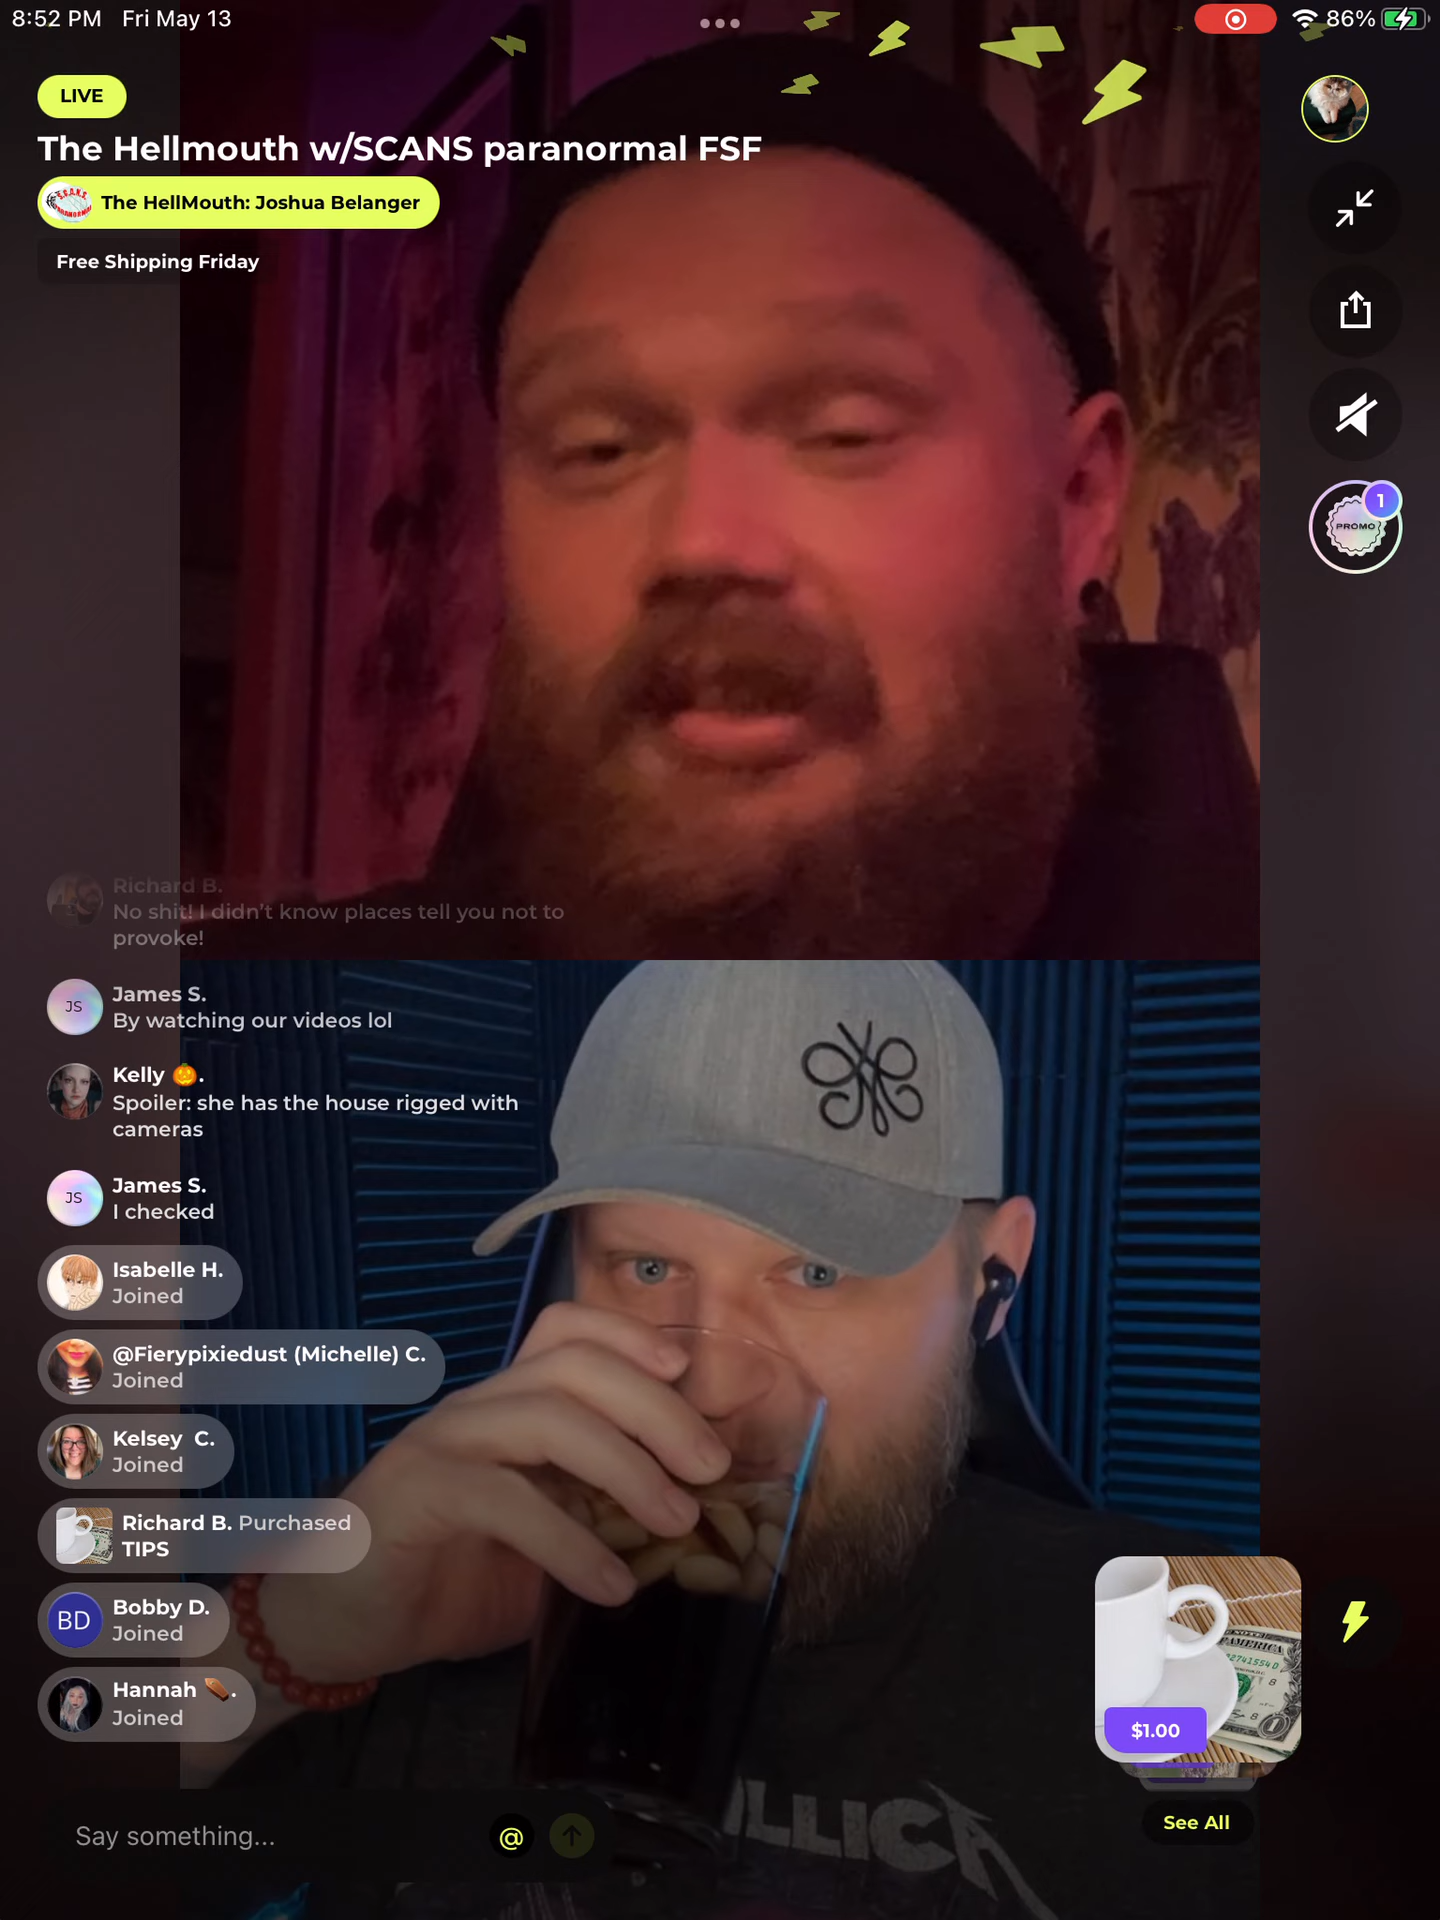 8:52 PM Fri May 13
86%
LIVE
The Hellmouth w/SCANS paranormal FSF
The HellMouth: Joshua Belanger
Free Shipping Friday
PROMO
1
Richard B.
No shit! I didn’t know places tell you not to
provoke!
JS
James S.
By watching our videos lol
Kelly 🎃.
Spoiler: she has the house rigged with
cameras
JS
James S.
I checked
Isabelle H.
Joined
@Fierypixiedust (Michelle) C.
Joined
Kelsey C.
Joined
Richard B. Purchased
TIPS
BD
Bobby D.
Joined
Hannah ⚰️.
Joined
AMERICA
$1.00
LLICA
Say something...
@
See All